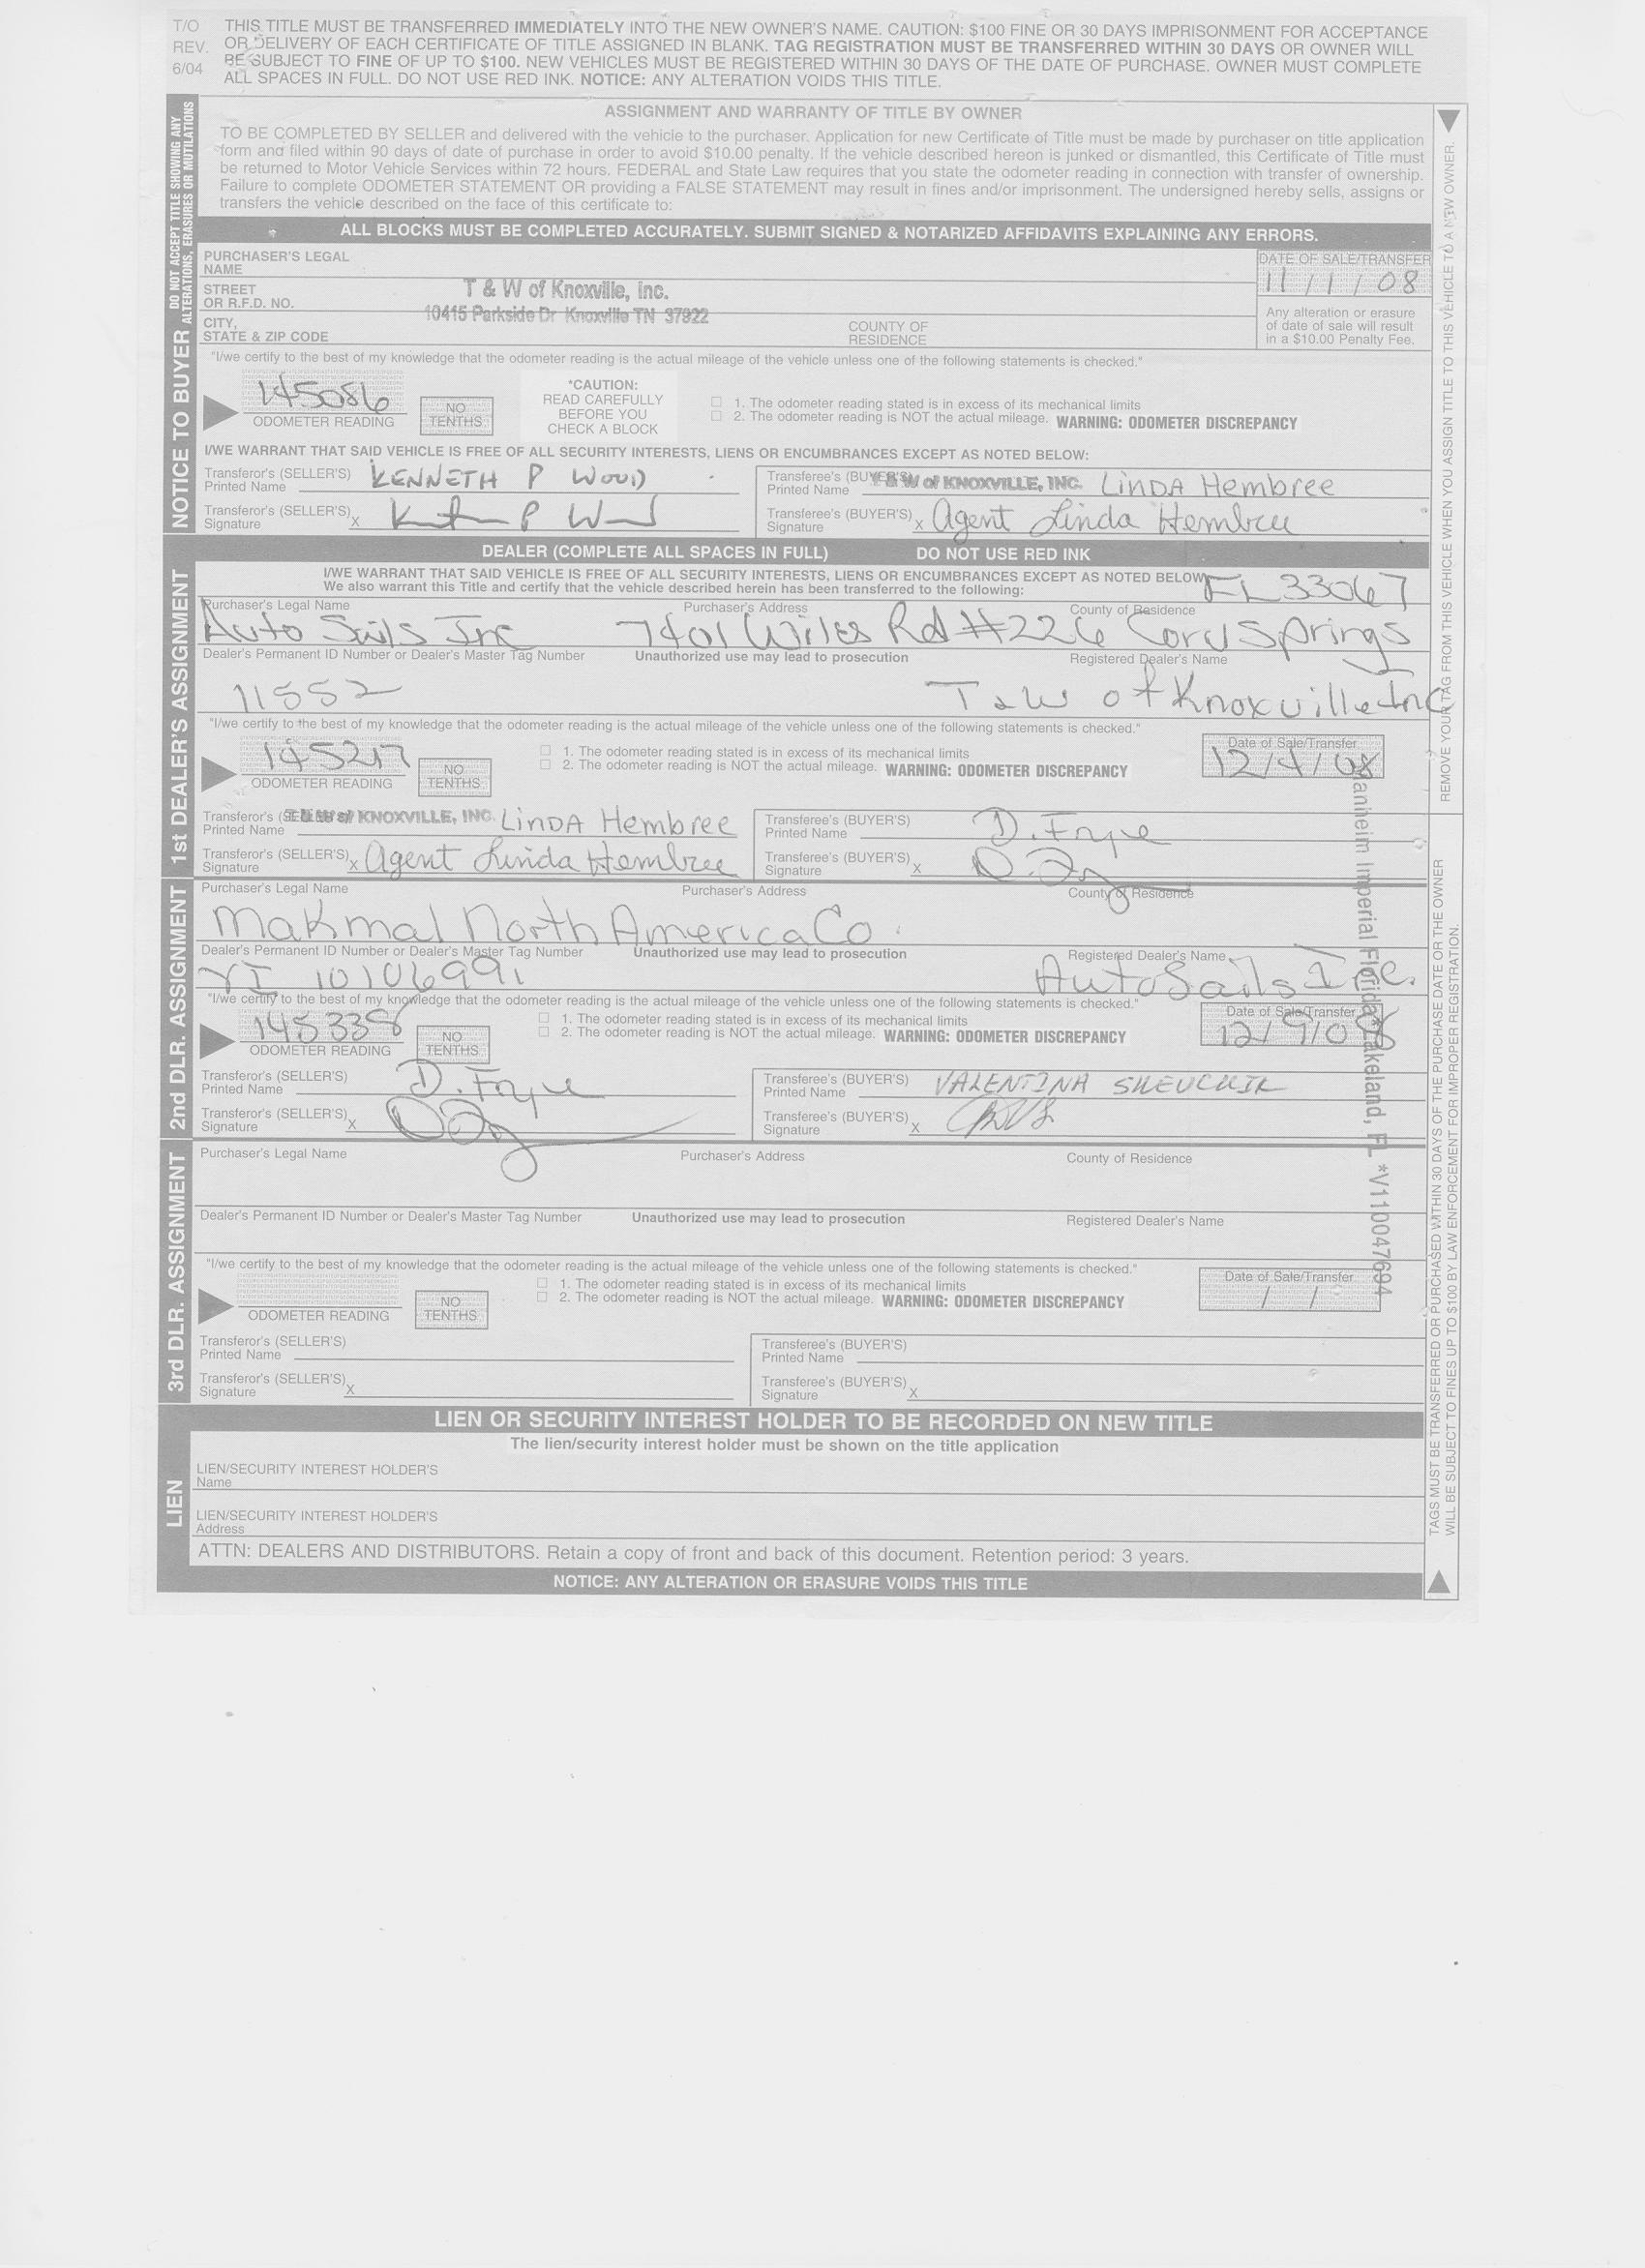 T/O
REV.
6/04
THIS TITLE MUST BE TRANSFERRED IMMEDIATELY INTO THE NEW OWNER'S NAME. CAUTION: $100 FINE OR 30 DAYS IMPRISONMENT FOR ACCEPTANCE
OR DELIVERY OF EACH CERTIFICATE OF TITLE ASSIGNED IN BLANK. TAG REGISTRATION MUST BE TRANSFERRED WITHIN 30 DAYS OR OWNER WILL
BE SUBJECT TO FINE OF UP TO $100. NEW VEHICLES MUST BE REGISTERED WITHIN 30 DAYS OF THE DATE OF PURCHASE. OWNER MUST COMPLETE
ALL SPACES IN FULL. DO NOT USE RED INK. NOTICE: ANY ALTERATION VOIDS THIS TITLE.
NOTICE TO BUYER
DO NOT ACCEPT TITLE SHOWING ANY
ALTERATIONS, ERASURES OR MUTILATIONS
ASSIGNMENT AND WARRANTY OF TITLE BY OWNER
TO BE COMPLETED BY SELLER and delivered with the vehicle to the purchaser. Application for new Certificate of Title must be made by purchaser on title application
form and filed within 90 days of date of purchase in order to avoid $10.00 penalty. If the vehicle described hereon is junked or dismantled, this Certificate of Title must
be returned to Motor Vehicle Services within 72 hours. FEDERAL and State Law requires that you state the odometer reading in connection with transfer of ownership.
Failure to complete ODOMETER STATEMENT OR providing a FALSE STATEMENT may result in fines and/or imprisonment. The undersigned hereby sells, assigns or
transfers the vehicle described on the face of this certificate to:
ALL BLOCKS MUST BE COMPLETED ACCURATELY. SUBMIT SIGNED & NOTARIZED AFFIDAVITS EXPLAINING ANY ERRORS.
PURCHASER'S LEGAL
NAME
DATE OF SALE/TRANSFER
11/1/08
STREET
OR R.F.D. NO.
T & W of Knoxville, Inc.
10415 Parkside Dr Knoxville TN 37922
CITY,
STATE & ZIP CODE
COUNTY OF
RESIDENCE
Any alteration or erasure
of date of sale will result
in a $10.00 Penalty Fee.
"I/we certify to the best of my knowledge that the odometer reading is the actual mileage of the vehicle unless one of the following statements is checked."
145086
ODOMETER READING
NO
TENTHS
*CAUTION:
READ CAREFULLY
BEFORE YOU
CHECK A BLOCK
☐ 1. The odometer reading stated is in excess of its mechanical limits
☐ 2. The odometer reading is NOT the actual mileage. WARNING: ODOMETER DISCREPANCY
I/WE WARRANT THAT SAID VEHICLE IS FREE OF ALL SECURITY INTERESTS, LIENS OR ENCUMBRANCES EXCEPT AS NOTED BELOW:
Transferor's (SELLER'S)
Printed Name KENNETH P WOOD
Transferee's (BUYER'S)
Printed Name T & W of KNOXVILLE, INC. LINDA Hembree
Transferor's (SELLER'S)
Signature X
Transferee's (BUYER'S)
Signature X Agent Linda Hembree
DEALER (COMPLETE ALL SPACES IN FULL) DO NOT USE RED INK
1st DEALER'S ASSIGNMENT
I/WE WARRANT THAT SAID VEHICLE IS FREE OF ALL SECURITY INTERESTS, LIENS OR ENCUMBRANCES EXCEPT AS NOTED BELOW
We also warrant this Title and certify that the vehicle described herein has been transferred to the following:
FL 33067
Purchaser's Legal Name Purchaser's Address County of Residence
Auto Sails Inc 7401 Wiles Rd #226 Corul Springs
Dealer's Permanent ID Number or Dealer's Master Tag Number Unauthorized use may lead to prosecution Registered Dealer's Name
11552 T&W of Knoxville Inc
"I/we certify to the best of my knowledge that the odometer reading is the actual mileage of the vehicle unless one of the following statements is checked."
145217
ODOMETER READING
NO
TENTHS
☐ 1. The odometer reading stated is in excess of its mechanical limits
☐ 2. The odometer reading is NOT the actual mileage. WARNING: ODOMETER DISCREPANCY
Date of Sale/Transfer
12/4/08
Transferor's (SELLER'S)
Printed Name T & W of KNOXVILLE, INC. LINDA Hembree
Transferee's (BUYER'S)
Printed Name D. Frye
Transferor's (SELLER'S)
Signature X Agent Linda Hembree
Transferee's (BUYER'S)
Signature X
2nd DLR. ASSIGNMENT
Purchaser's Legal Name Purchaser's Address County of Residence
Makmal North America Co.
Dealer's Permanent ID Number or Dealer's Master Tag Number Unauthorized use may lead to prosecution Registered Dealer's Name
VI 10106991 Auto Sails Inc.
"I/we certify to the best of my knowledge that the odometer reading is the actual mileage of the vehicle unless one of the following statements is checked."
145338
ODOMETER READING
NO
TENTHS
☐ 1. The odometer reading stated is in excess of its mechanical limits
☐ 2. The odometer reading is NOT the actual mileage. WARNING: ODOMETER DISCREPANCY
Date of Sale/Transfer
12/9/08
Transferor's (SELLER'S)
Printed Name D. Frye
Transferee's (BUYER'S)
Printed Name VALENTINA SHEUCHIK
Transferor's (SELLER'S)
Signature X
Transferee's (BUYER'S)
Signature X
3rd DLR. ASSIGNMENT
Purchaser's Legal Name Purchaser's Address County of Residence
Dealer's Permanent ID Number or Dealer's Master Tag Number Unauthorized use may lead to prosecution Registered Dealer's Name
"I/we certify to the best of my knowledge that the odometer reading is the actual mileage of the vehicle unless one of the following statements is checked."
ODOMETER READING
NO
TENTHS
☐ 1. The odometer reading stated is in excess of its mechanical limits
☐ 2. The odometer reading is NOT the actual mileage. WARNING: ODOMETER DISCREPANCY
Date of Sale/Transfer
/ /
Transferor's (SELLER'S)
Printed Name
Transferee's (BUYER'S)
Printed Name
Transferor's (SELLER'S)
Signature X
Transferee's (BUYER'S)
Signature X
Manheim Imperial Florida*Lakeland, FL *V110047694
LIEN
LIEN OR SECURITY INTEREST HOLDER TO BE RECORDED ON NEW TITLE
The lien/security interest holder must be shown on the title application
LIEN/SECURITY INTEREST HOLDER'S
Name
LIEN/SECURITY INTEREST HOLDER'S
Address
ATTN: DEALERS AND DISTRIBUTORS. Retain a copy of front and back of this document. Retention period: 3 years.
NOTICE: ANY ALTERATION OR ERASURE VOIDS THIS TITLE
REMOVE YOUR TAG FROM THIS VEHICLE WHEN YOU ASSIGN TITLE TO THIS VEHICLE TO A NEW OWNER.
TAGS MUST BE TRANSFERRED OR PURCHASED WITHIN 30 DAYS OF THE PURCHASE DATE OR THE OWNER
WILL BE SUBJECT TO FINES UP TO $100 BY LAW ENFORCEMENT FOR IMPROPER REGISTRATION.